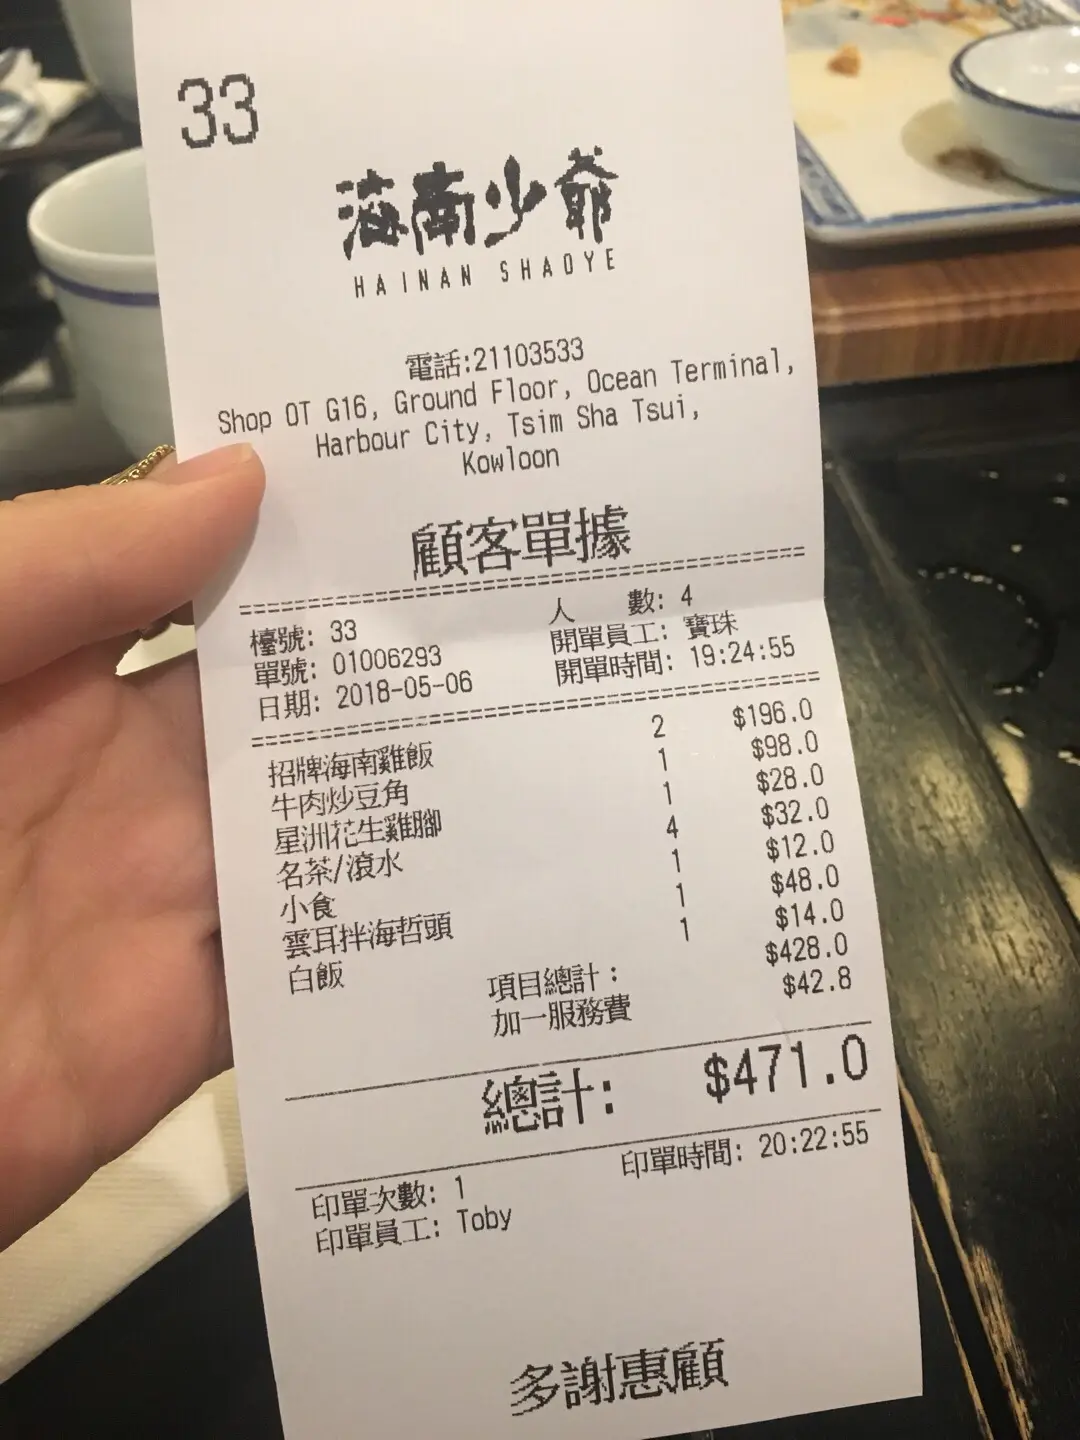 33
海南少爺
HAINAN SHAOYE
電話:21103533
Shop OT G16, Ground Floor, Ocean Terminal,
Harbour City, Tsim Sha Tsui,
Kowloon
顧客單據
檯號: 33 人 數: 4
單號: 01006293 開單員工: 寶珠
日期: 2018-05-06 開單時間: 19:24:55
招牌海南雞飯 2 $196.0
牛肉炒豆角 1 $98.0
星洲花生雞腳 1 $28.0
名茶/滾水 4 $32.0
小食 1 $12.0
雲耳拌海哲頭 1 $48.0
白飯 1 $14.0
項目總計: $428.0
加一服務費 $42.8
總計: $471.0
印單時間: 20:22:55
印單次數: 1
印單員工: Toby
多謝惠顧